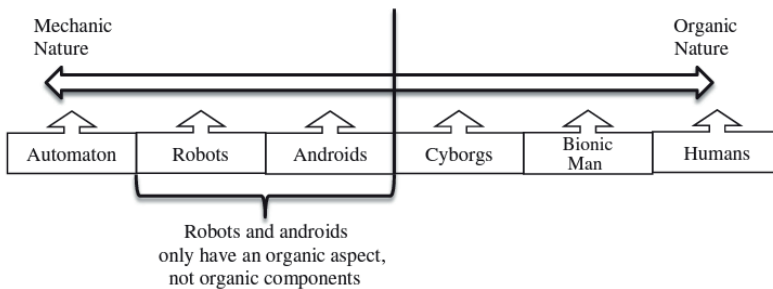 Mechanic
Nature
Organic
Nature
Automaton
Robots
Androids
Cyborgs
Bionic
Man
Humans
Robots and androids
only have an organic aspect,
not organic components